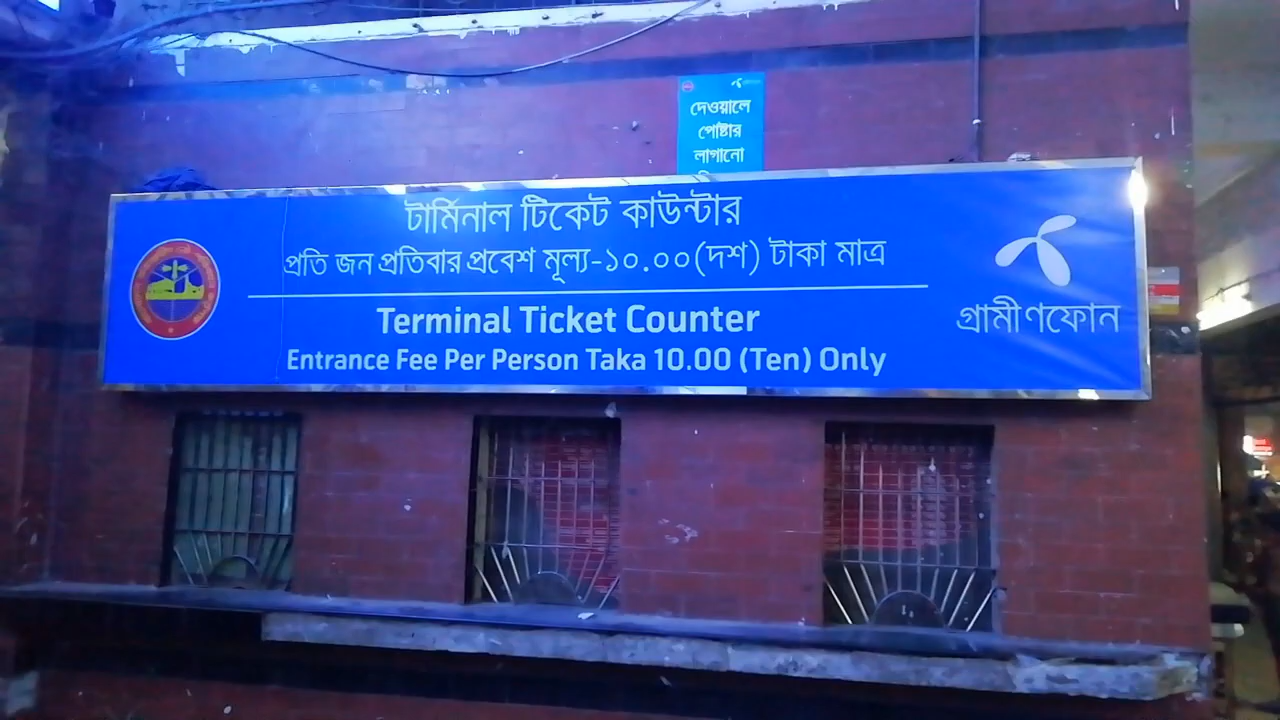 দেওয়ালে
পোষ্টার
লাগানো
টার্মিনাল টিকেট কাউন্টার
প্রতি জন প্রতিবার প্রবেশ মূল্য-১০.০০(দশ) টাকা মাত্র
Terminal Ticket Counter
Entrance Fee Per Person Taka 10.00 (Ten) Only
গ্রামীণফোন